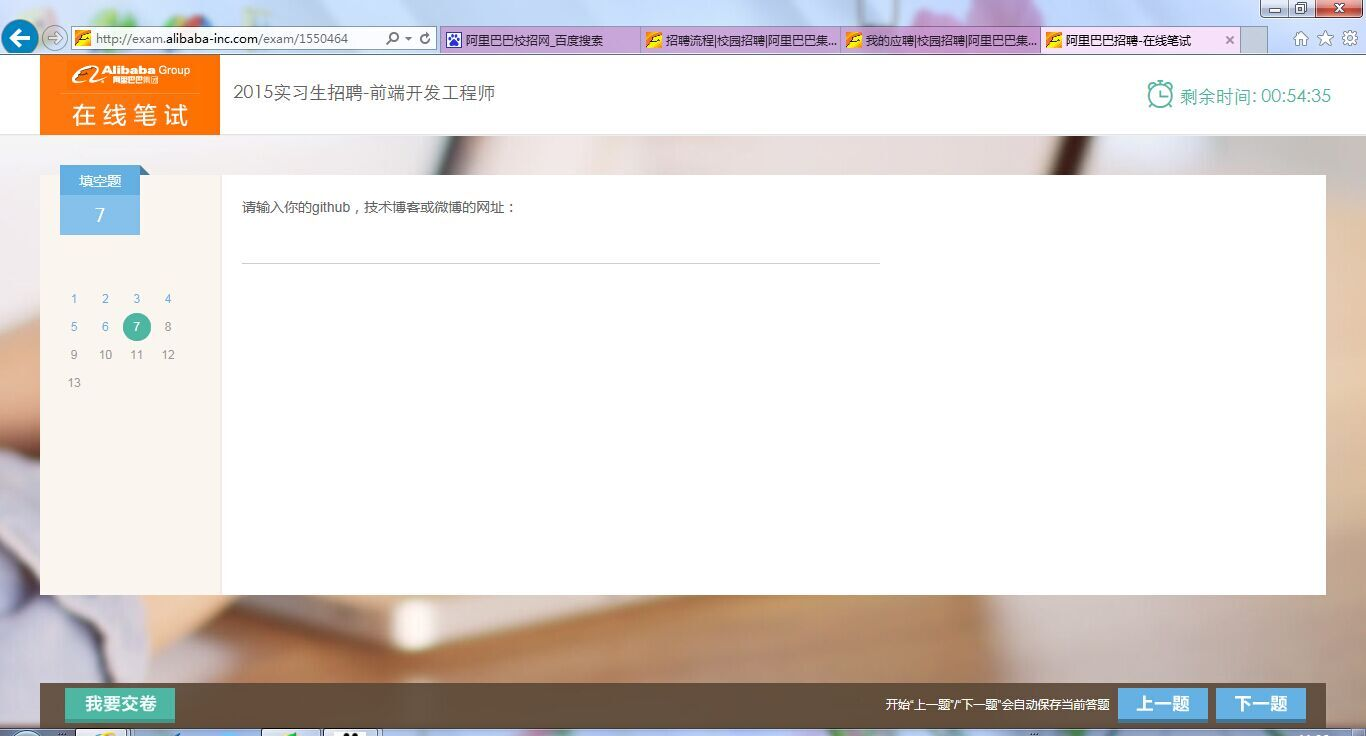 http://exam.alibaba-inc.com/exam/1550464
阿里巴巴校招网_百度搜索
招聘流程|校园招聘|阿里巴巴集...
我的应聘|校园招聘|阿里巴巴集...
阿里巴巴招聘-在线笔试
Alibaba Group
阿里巴巴集团
在线笔试
2015实习生招聘-前端开发工程师
剩余时间: 00:54:35
填空题
7
请输入你的github，技术博客或微博的网址：
1 2 3 4
5 6 7 8
9 10 11 12
13
我要交卷
开始“上一题”/“下一题”会自动保存当前答题
上一题
下一题